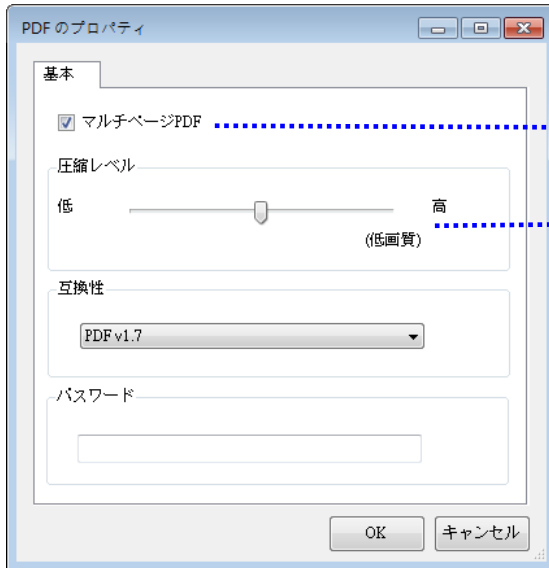 PDF のプロパティ
基本
マルチページPDF
圧縮レベル
低
高
(低画質)
互換性
PDF v1.7
パスワード
OK
キャンセル